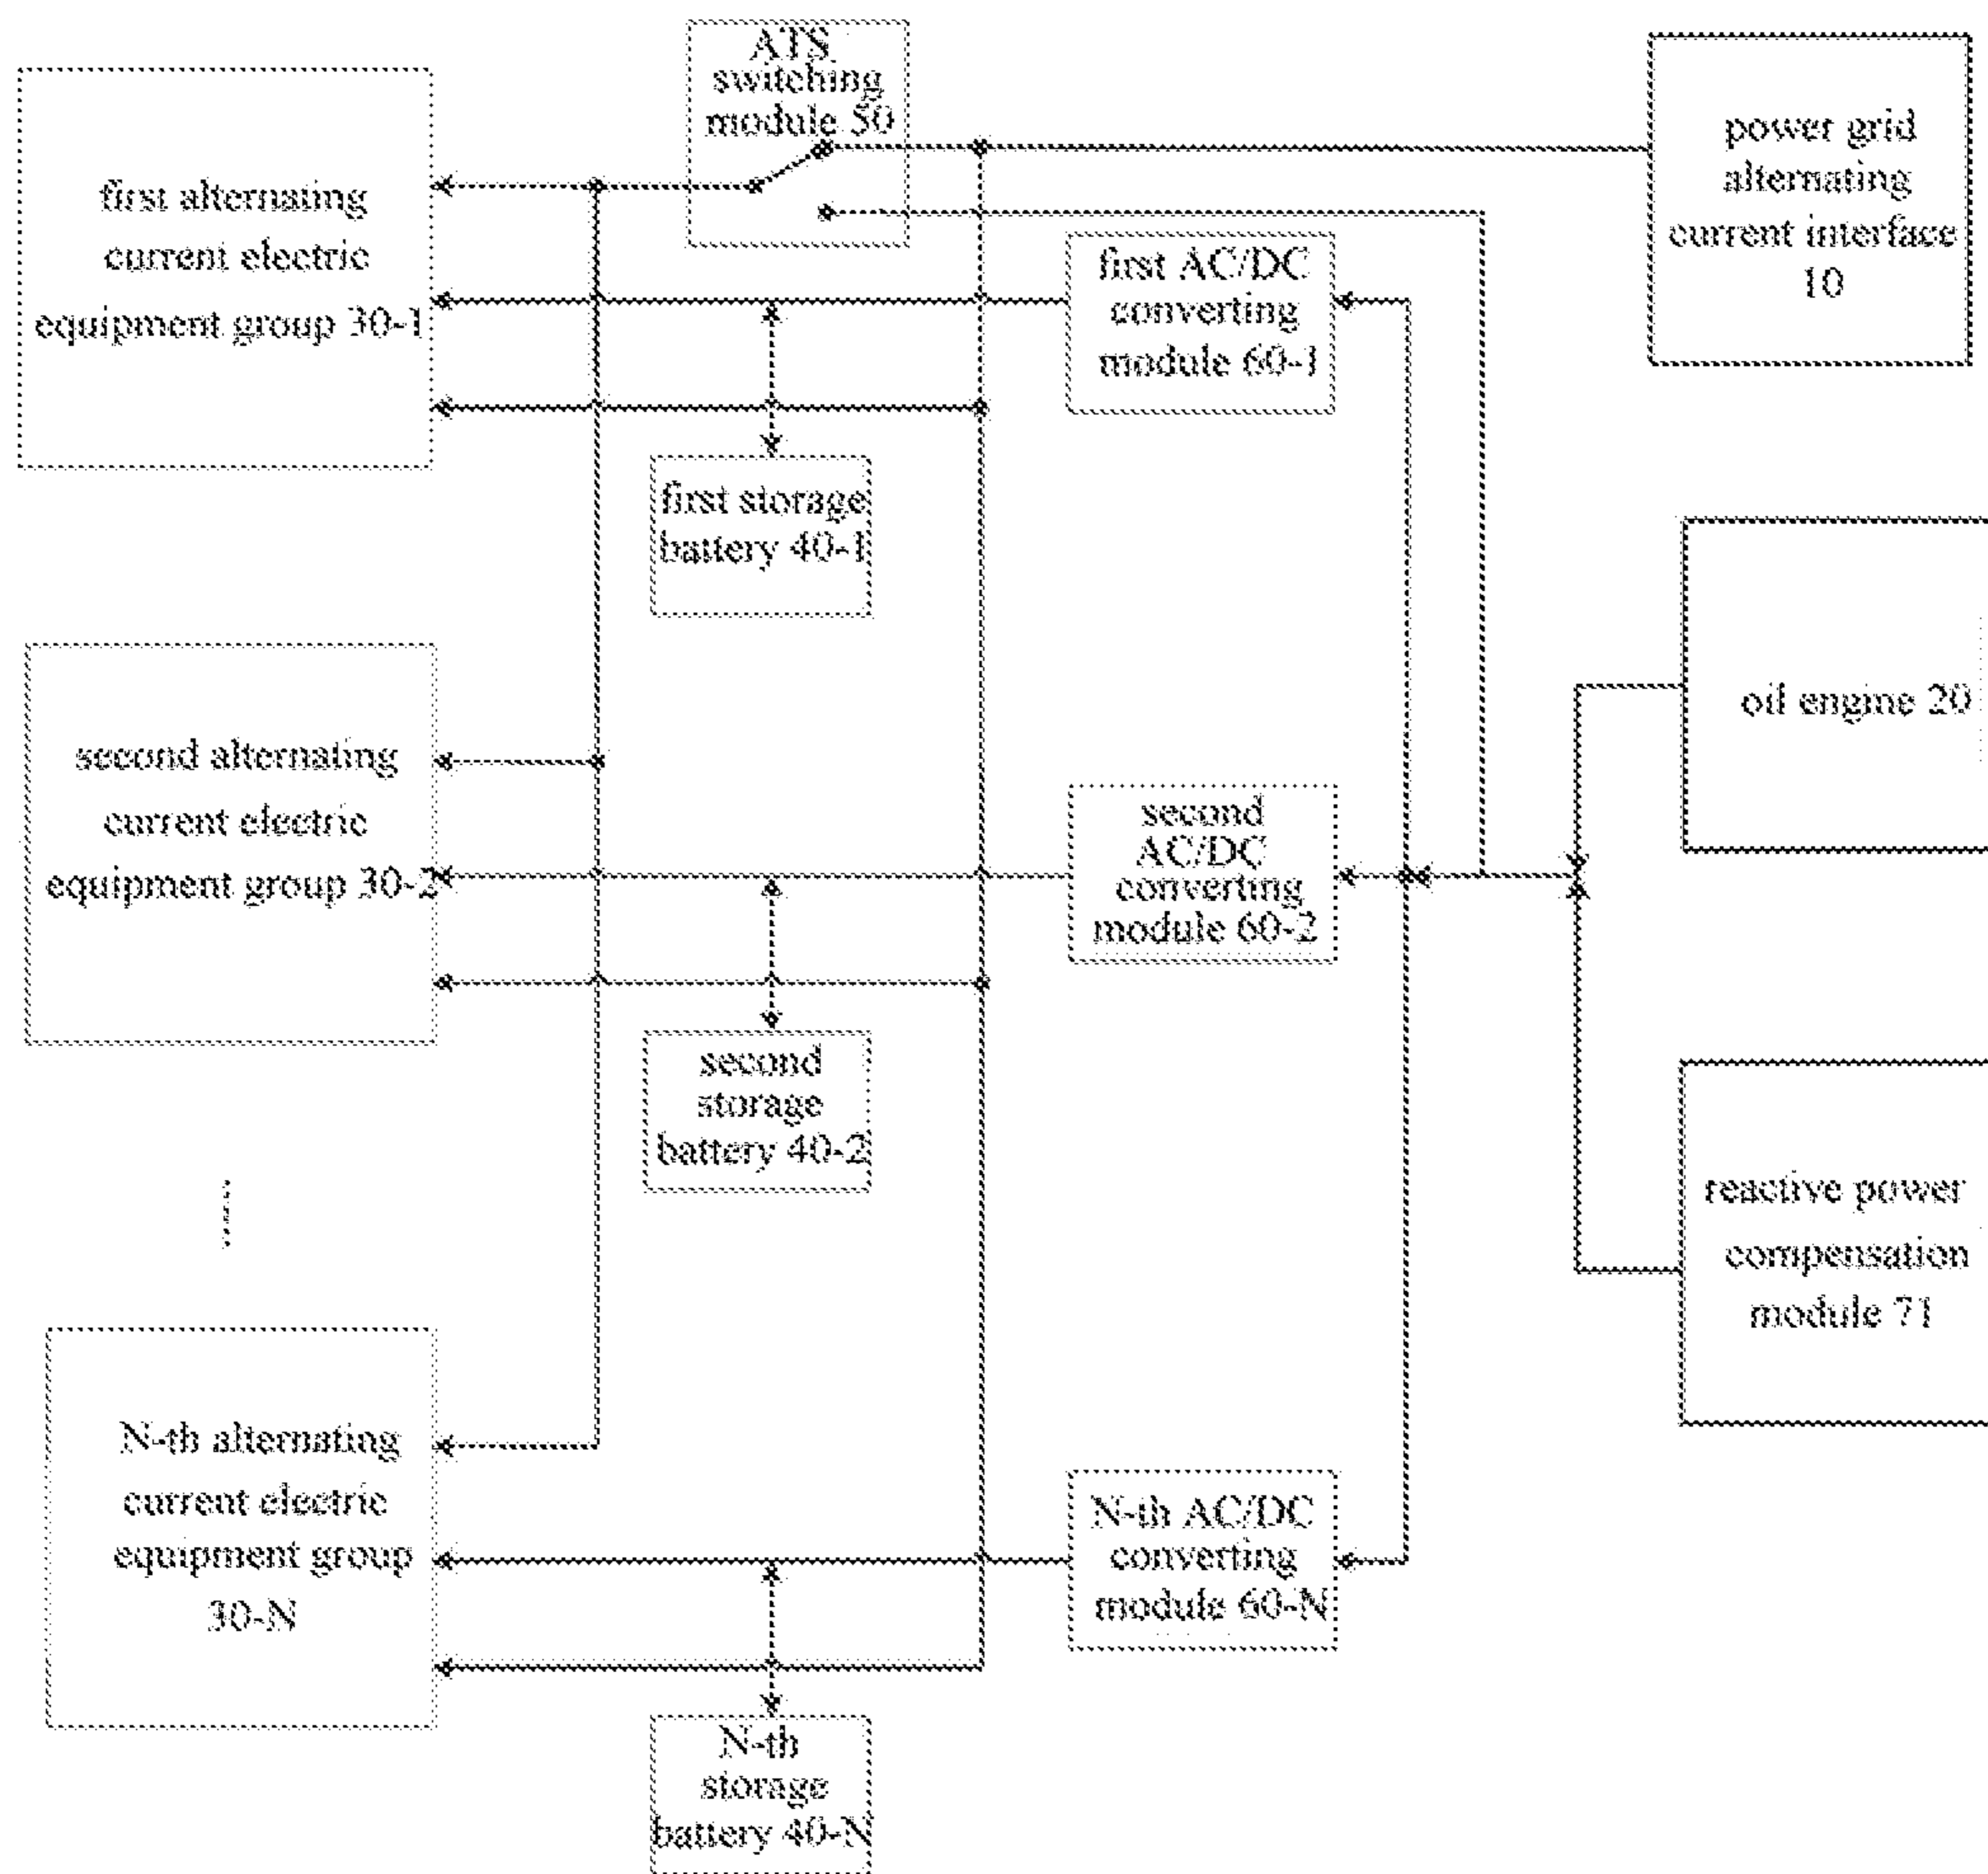 ATS
switching
module 50
power grid
alternating
current interface
10
first alternating
current electric
equipment group 30-1
first AC/DC
converting
module 60-1
first storage
battery 40-1
oil engine 20
second alternating
current electric
equipment group 30-2
second
AC/DC
converting
module 60-2
second
storage
battery 40-2
reactive power
compensation
module 71
N-th alternating
current electric
equipment group
30-N
N-th AC/DC
converting
module 60-N
N-th
storage
battery 40-N